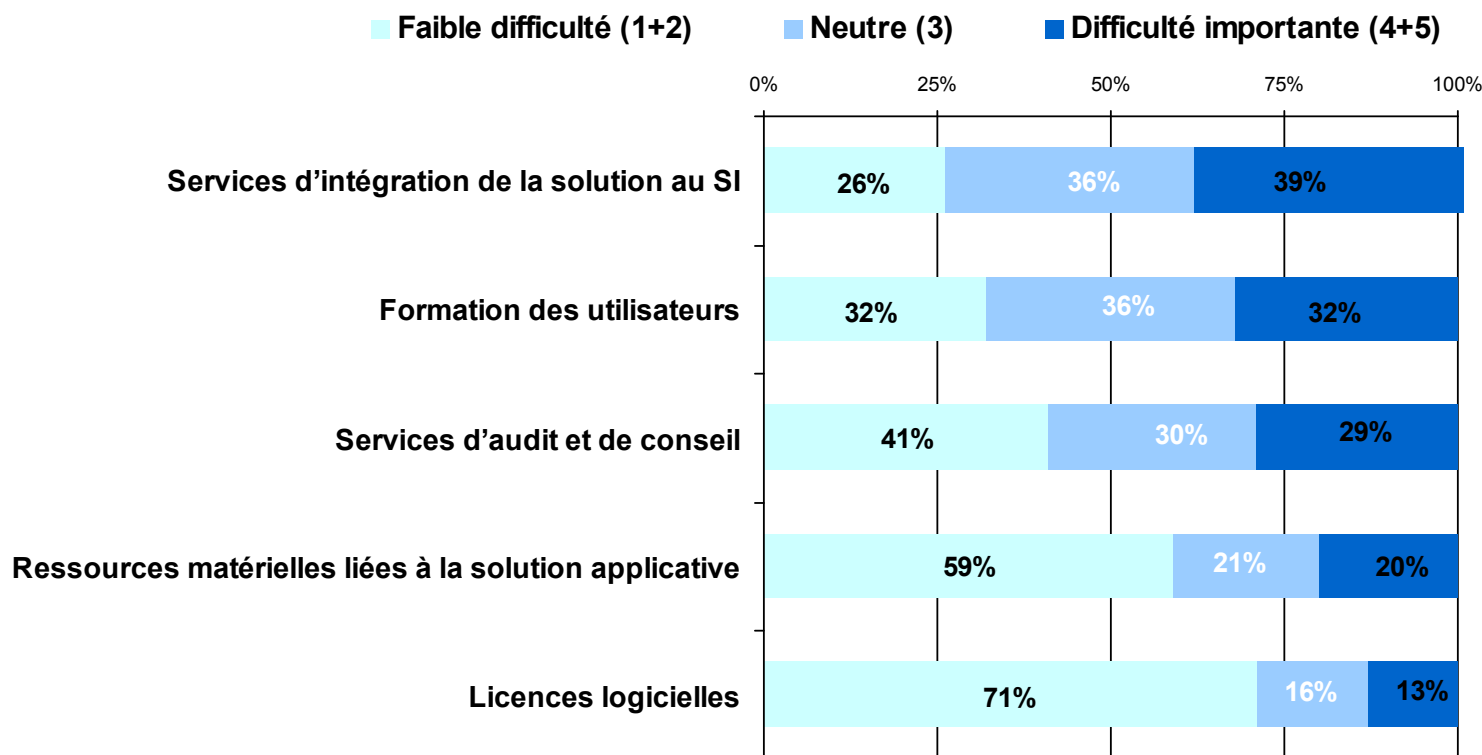 Faible difficulté (1+2) Neutre (3) Difficulté importante (4+5)
0% 25% 50% 75% 100%
Services d’intégration de la solution au SI 26% 36% 39%
Formation des utilisateurs 32% 36% 32%
Services d’audit et de conseil 41% 30% 29%
Ressources matérielles liées à la solution applicative 59% 21% 20%
Licences logicielles 71% 16% 13%